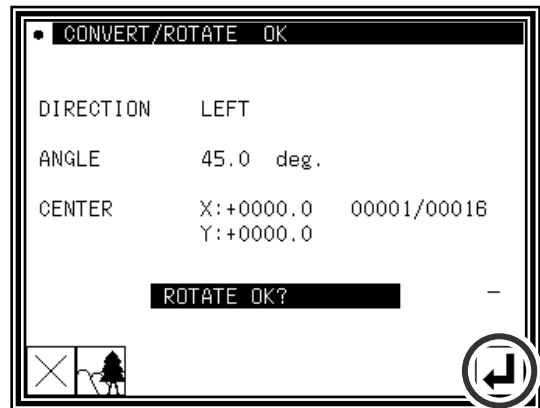 ● CONVERT/ROTATE OK
DIRECTION LEFT
ANGLE 45.0 deg.
CENTER X:+0000.0 00001/00016
Y:+0000.0
ROTATE OK? –